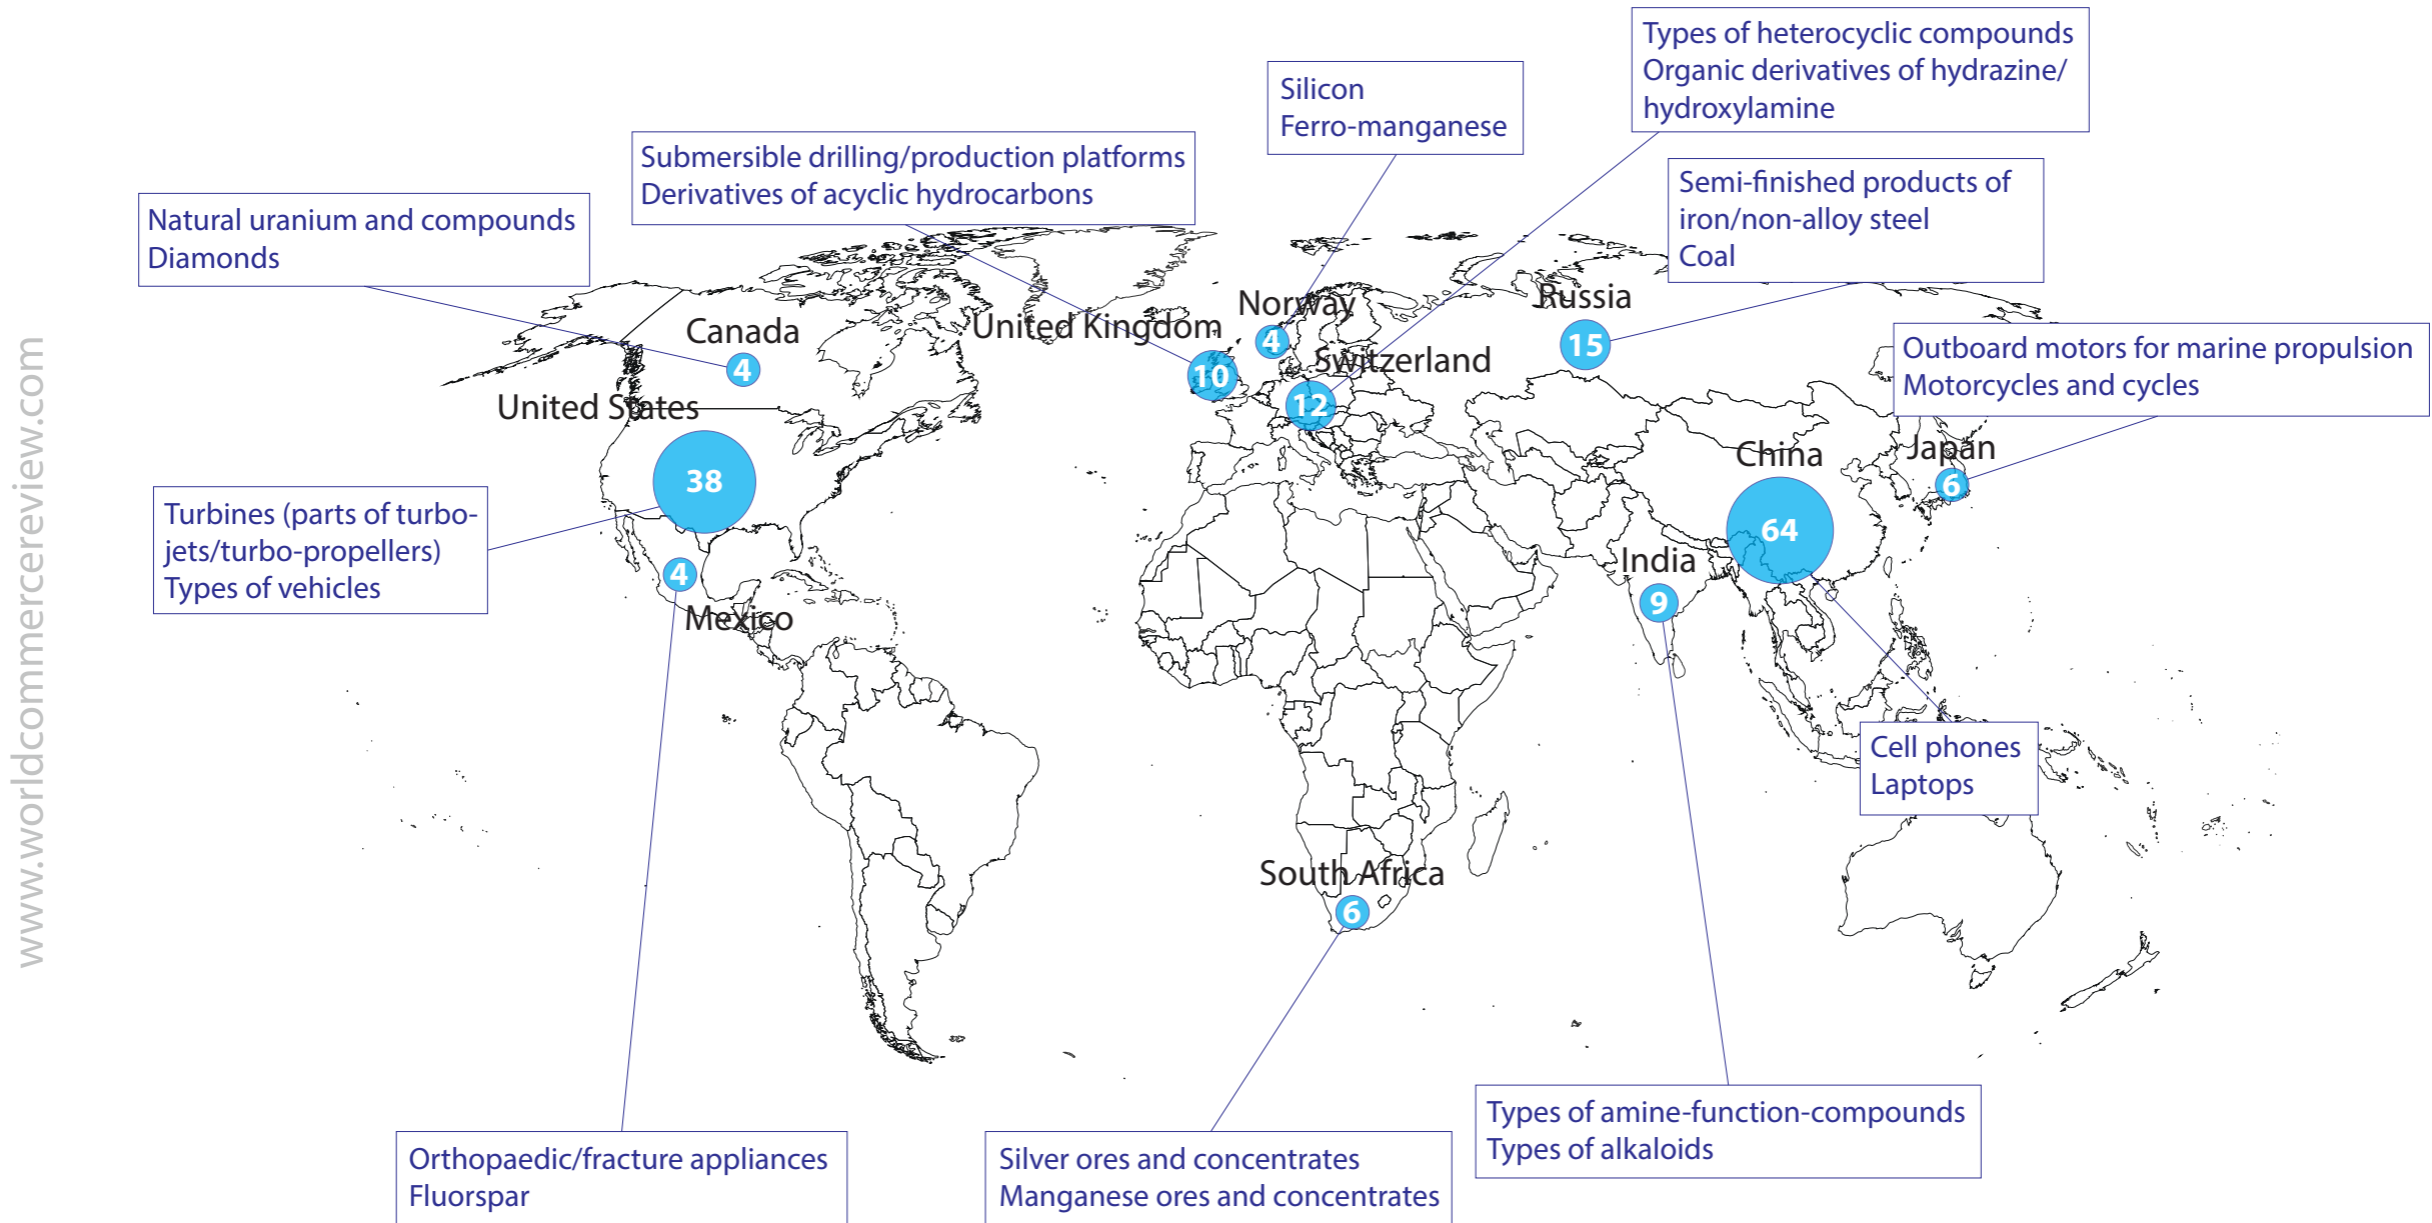 www.worldcommercereview.com
Types of heterocyclic compounds
Organic derivatives of hydrazine/
hydroxylamine
Silicon
Ferro-manganese
Submersible drilling/production platforms
Derivatives of acyclic hydrocarbons
Semi-finished products of
iron/non-alloy steel
Coal
Natural uranium and compounds
Diamonds
Norway
4
Russia
15
United Kingdom
10
Canada
4
Switzerland
12
Outboard motors for marine propulsion
Motorcycles and cycles
United States
38
China
64
Japan
6
Turbines (parts of turbo-
jets/turbo-propellers)
Types of vehicles
India
9
4
Mexico
Cell phones
Laptops
South Africa
6
Types of amine-function-compounds
Types of alkaloids
Orthopaedic/fracture appliances
Fluorspar
Silver ores and concentrates
Manganese ores and concentrates